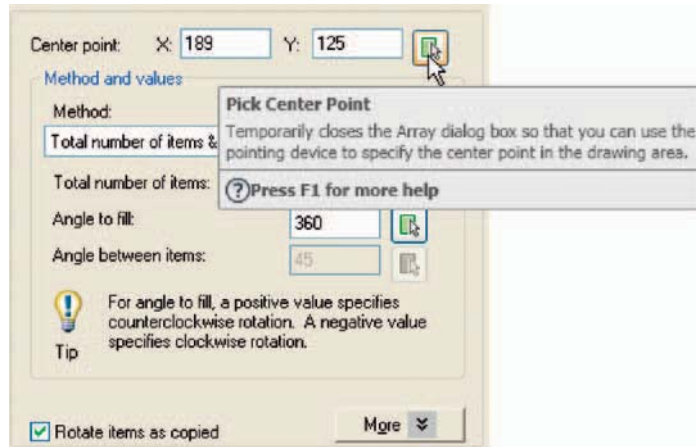 Center point: X: 189 Y: 125
Method and values
Method:
Total number of items &
Pick Center Point
Temporarily closes the Array dialog box so that you can use the
pointing device to specify the center point in the drawing area.
Press F1 for more help
Total number of items:
Angle to fill: 360
Angle between items: 45
For angle to fill, a positive value specifies
counterclockwise rotation. A negative value
specifies clockwise rotation.
Tip
Rotate items as copied
More